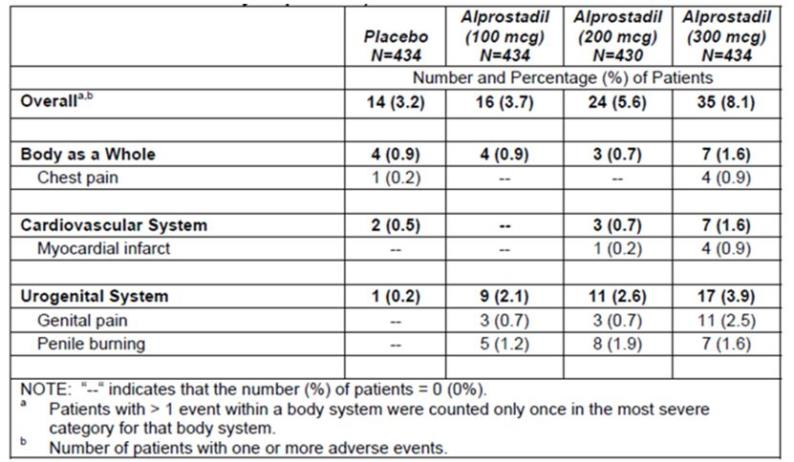 Placebo N=434 Alprostadil (100 mcg) N=434 Alprostadil (200 mcg) N=430 Alprostadil (300 mcg) N=434
Number and Percentage (%) of Patients
Overall a,b 14 (3.2) 16 (3.7) 24 (5.6) 35 (8.1)
Body as a Whole 4 (0.9) 4 (0.9) 3 (0.7) 7 (1.6)
Chest pain 1 (0.2) -- -- 4 (0.9)
Cardiovascular System 2 (0.5) -- 3 (0.7) 7 (1.6)
Myocardial infarct -- -- 1 (0.2) 4 (0.9)
Urogenital System 1 (0.2) 9 (2.1) 11 (2.6) 17 (3.9)
Genital pain -- 3 (0.7) 3 (0.7) 11 (2.5)
Penile burning -- 5 (1.2) 8 (1.9) 7 (1.6)
NOTE: "--" indicates that the number (%) of patients = 0 (0%).
a Patients with > 1 event within a body system were counted only once in the most severe
category for that body system.
b Number of patients with one or more adverse events.